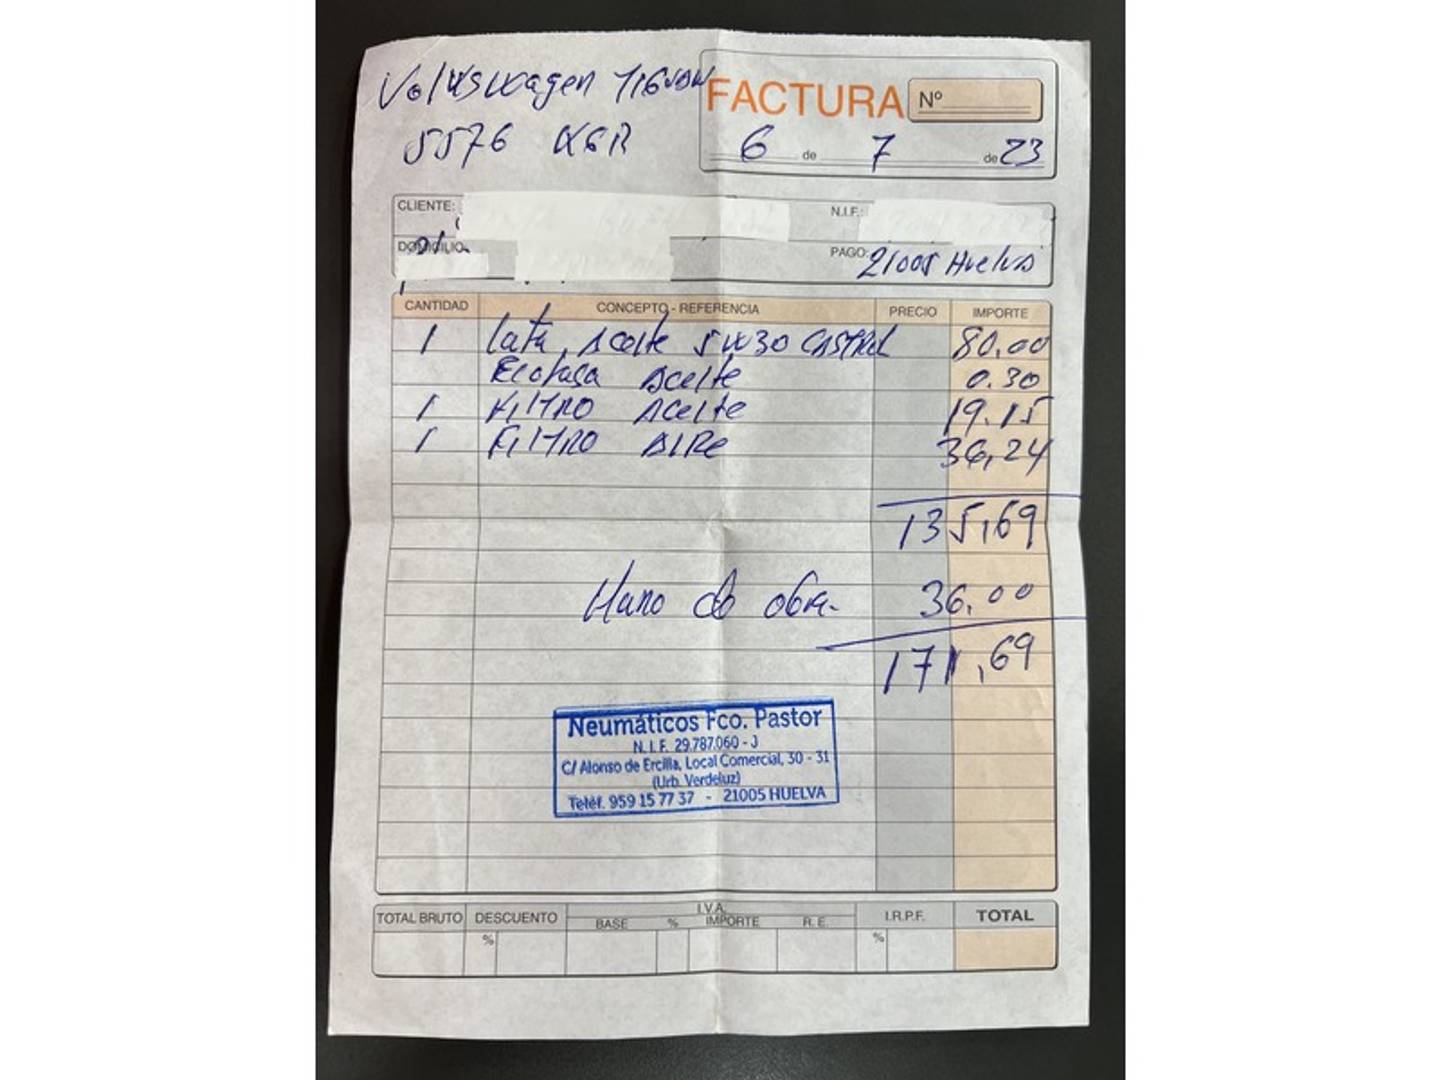 Volkswagen Tiguan
5576 KGR
FACTURA Nº
6 de 7 de 23
CLIENTE: N.I.F.:
DOMICILIO
PAGO: 21005 Huelva
CANTIDAD CONCEPTO - REFERENCIA PRECIO IMPORTE
1 Lata Aceite 5W30 CASTROL 80,00
Ecotasa Aceite 0.30
1 FILTRO Aceite 19.15
1 FILTRO AIRe 36,24
135,69
Mano de obra. 36,00
171,69
Neumáticos Fco. Pastor
N.I.F. 29.787.060 - J
C/ Alonso de Ercilla, Local Comercial, 30 - 31
(Urb. Verdeluz)
Teléf. 959 15 77 37 - 21005 HUELVA
TOTAL BRUTO DESCUENTO I.V.A. I.R.P.F. TOTAL
BASE % IMPORTE R. E.
% %